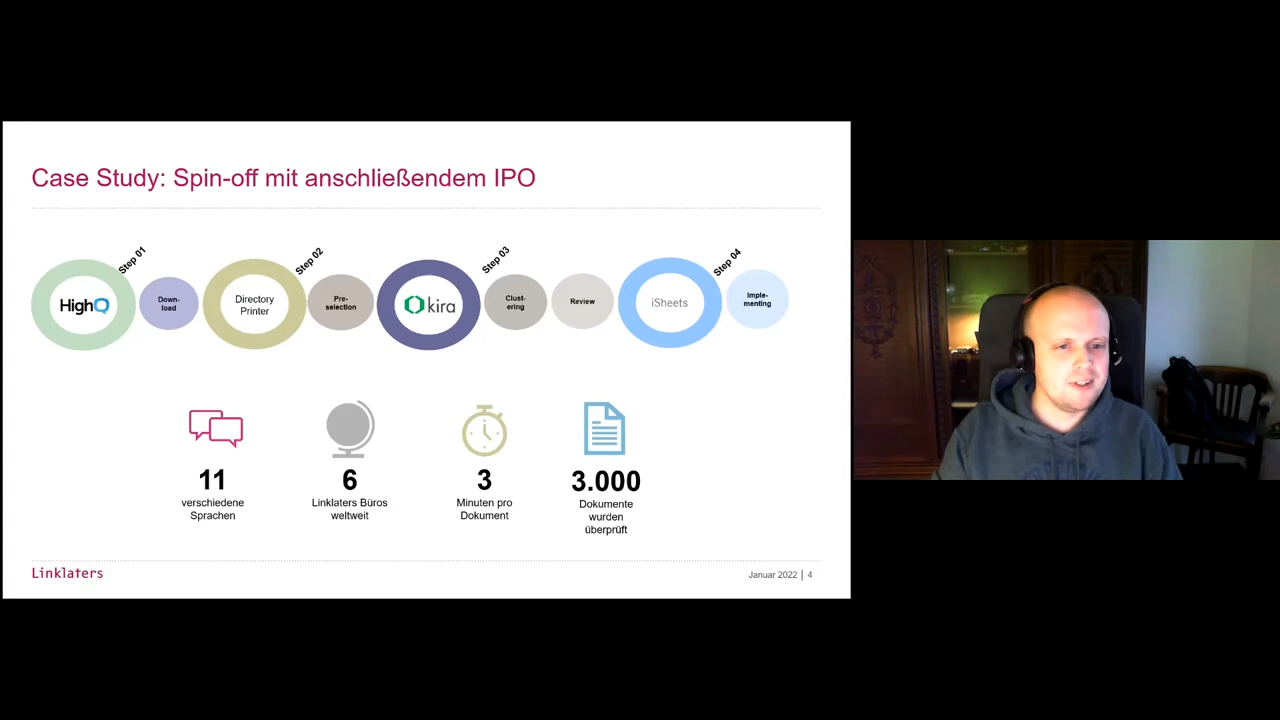 Case Study: Spin-off mit anschließendem IPO
Step 01
Step 02
Step 03
Step 04
HighQ
Down-
load
Directory
Printer
Pre-
selection
kira
Clust-
ering
Review
iSheets
Imple-
menting
11
verschiedene
Sprachen
6
Linklaters Büros
weltweit
3
Minuten pro
Dokument
3.000
Dokumente
wurden
überprüft
Linklaters
Januar 2022 | 4